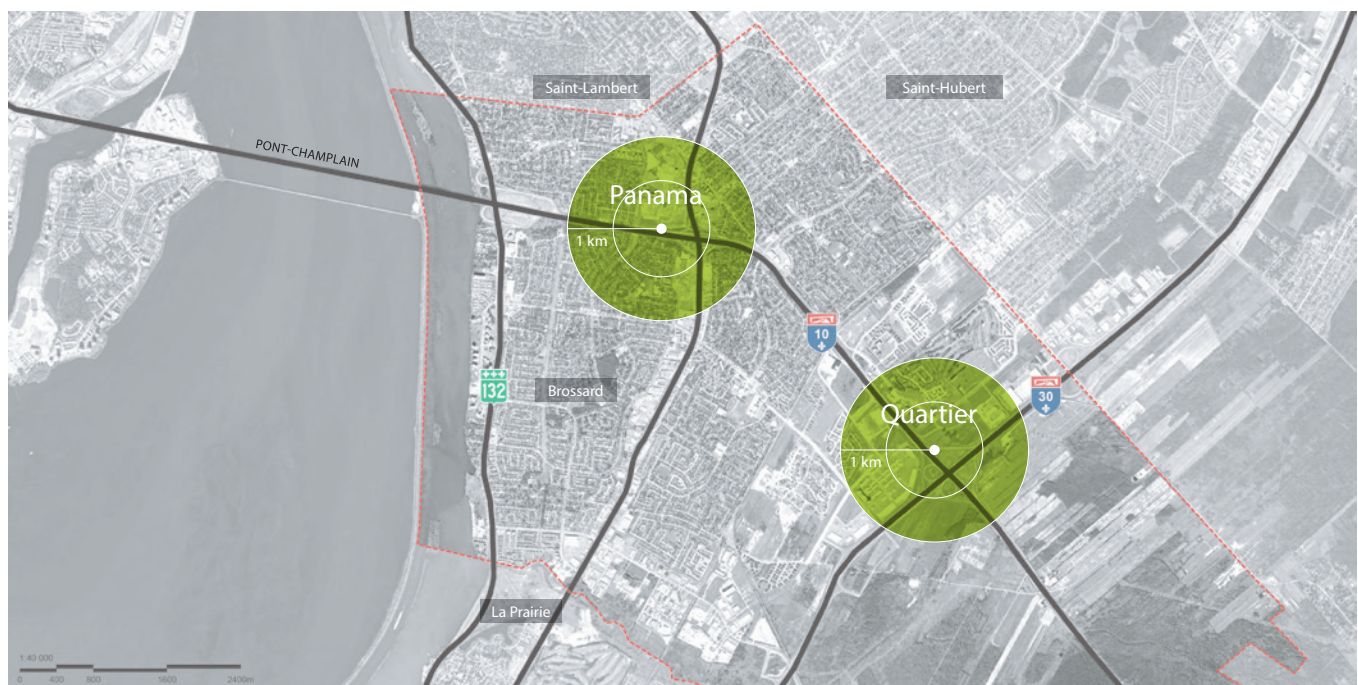 Saint-Lambert
Saint-Hubert
PONT-CHAMPLAIN
Panama
1 km
10
132
Brossard
30
Quartier
1 km
La Prairie
1:40 000
0 400 800 1600 2400m